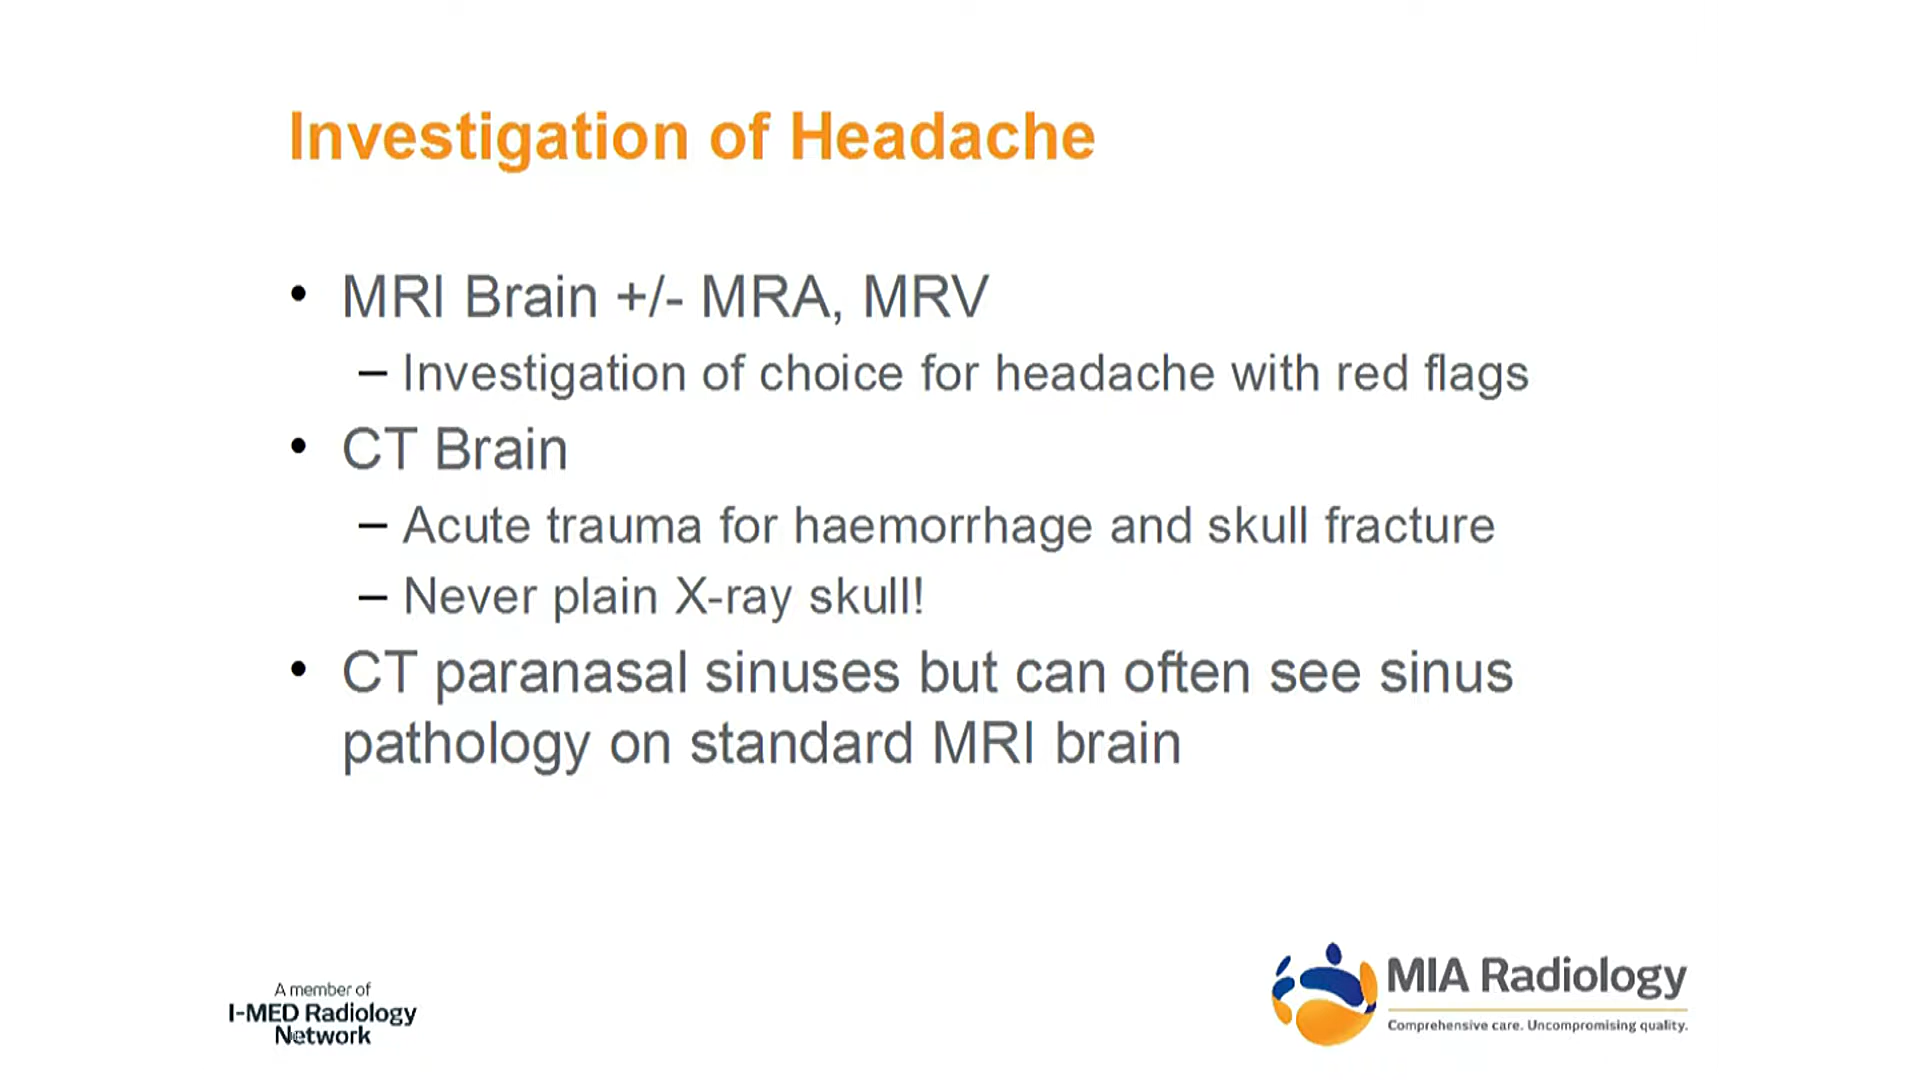 Investigation of Headache
• MRI Brain +/- MRA, MRV
– Investigation of choice for headache with red flags
• CT Brain
– Acute trauma for haemorrhage and skull fracture
– Never plain X-ray skull!
• CT paranasal sinuses but can often see sinus
pathology on standard MRI brain
A member of
I-MED Radiology
Network
MIA Radiology
Comprehensive care. Uncompromising quality.